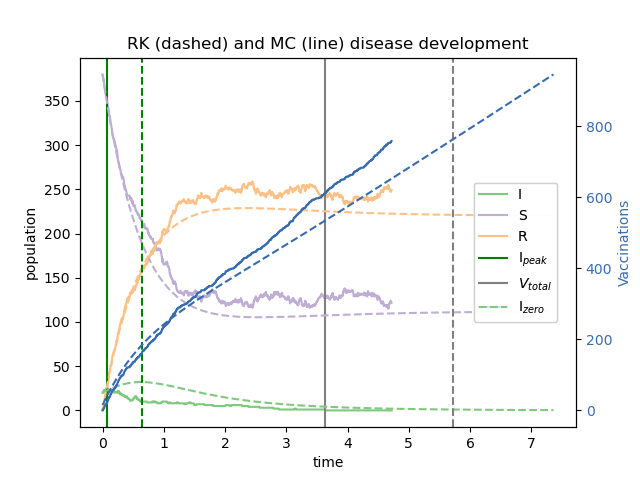 RK (dashed) and MC (line) disease development
population
350
300
250
200
150
100
50
0
I
S
R
I_peak
V_total
I_zero
800
600
400
200
0
Vaccinations
0 1 2 3 4 5 6 7
time